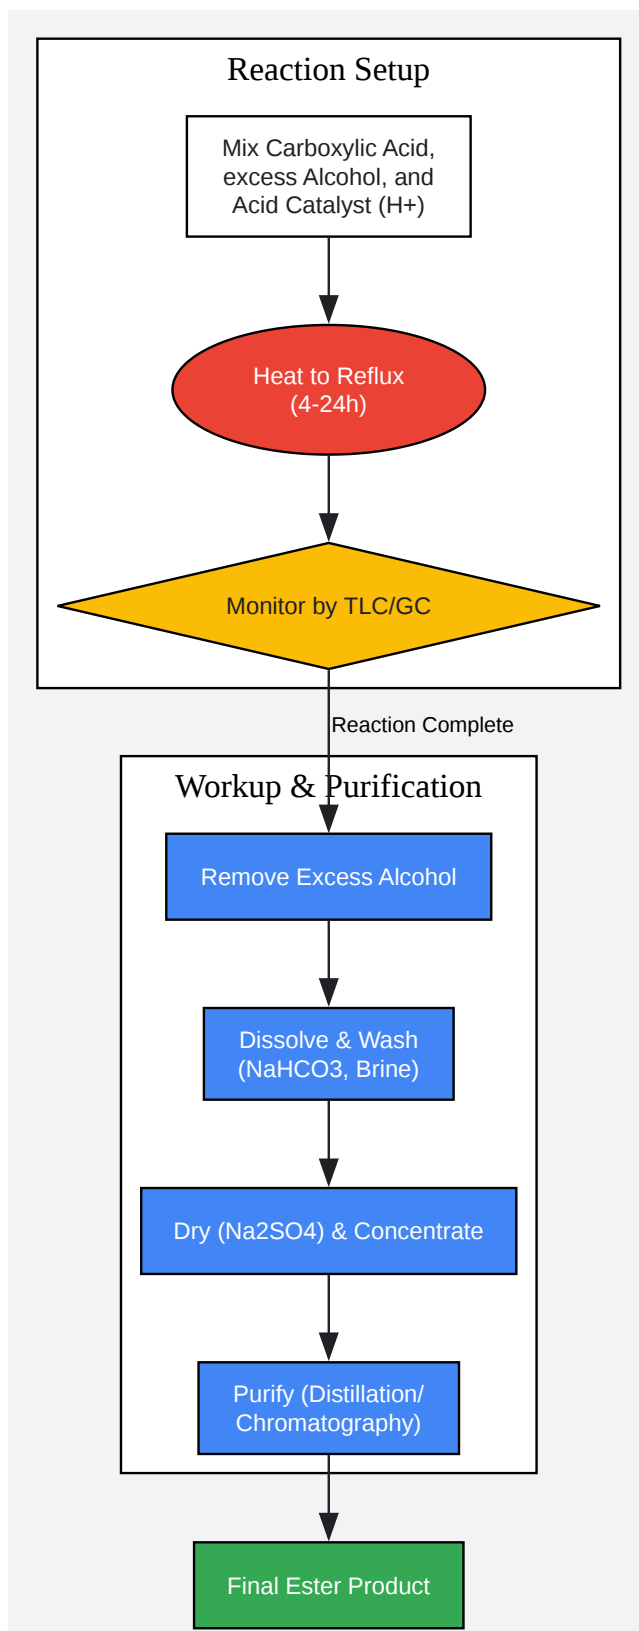 Reaction Setup
Mix Carboxylic Acid,
excess Alcohol, and
Acid Catalyst (H+)
Heat to Reflux
(4-24h)
Monitor by TLC/GC
Reaction Complete
Workup & Purification
Remove Excess Alcohol
Dissolve & Wash
(NaHCO3, Brine)
Dry (Na2SO4) & Concentrate
Purify (Distillation/
Chromatography)
Final Ester Product